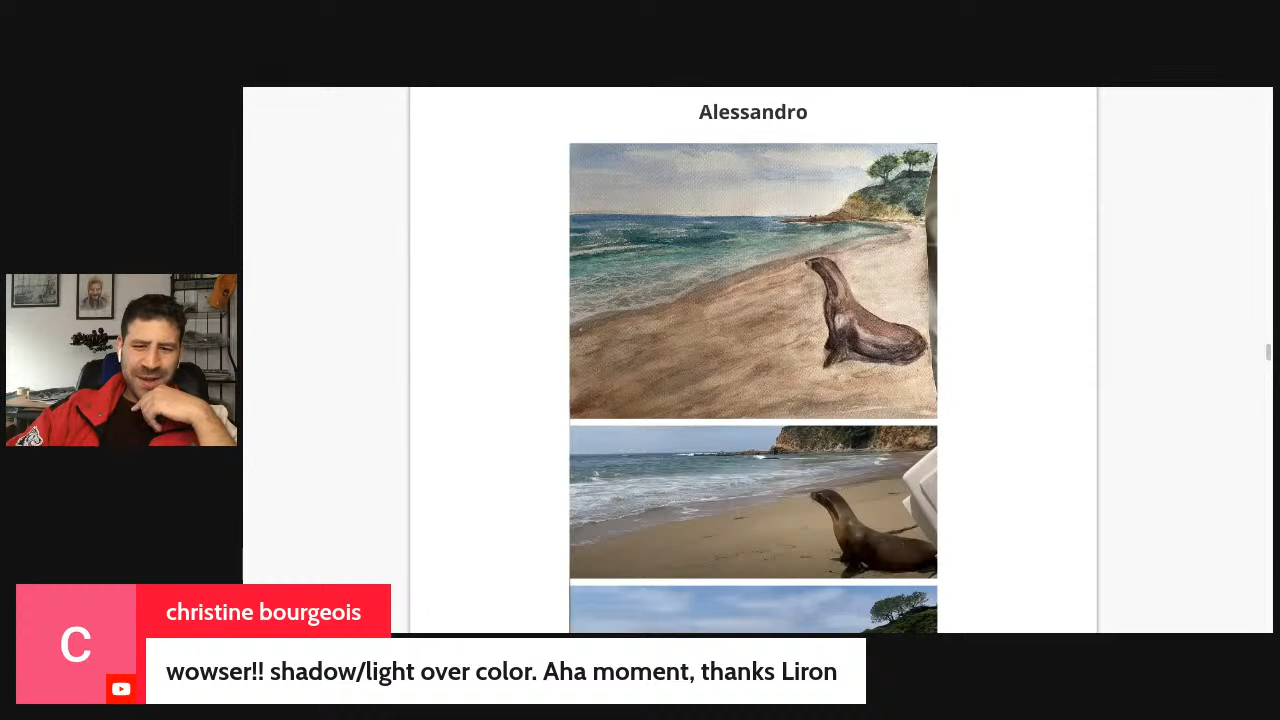 Alessandro
C
christine bourgeois
wowser!! shadow/light over color. Aha moment, thanks Liron